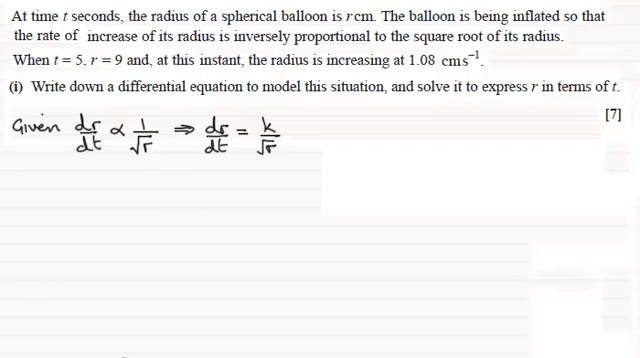 At time t seconds, the radius of a spherical balloon is r cm. The balloon is being inflated so that
the rate of increase of its radius is inversely proportional to the square root of its radius.
When t = 5, r = 9 and, at this instant, the radius is increasing at 1.08 cm s⁻¹.
(i) Write down a differential equation to model this situation, and solve it to express r in terms of t.
[7]
Given dr/dt ∝ 1/√r ⇒ dr/dt = k/√r